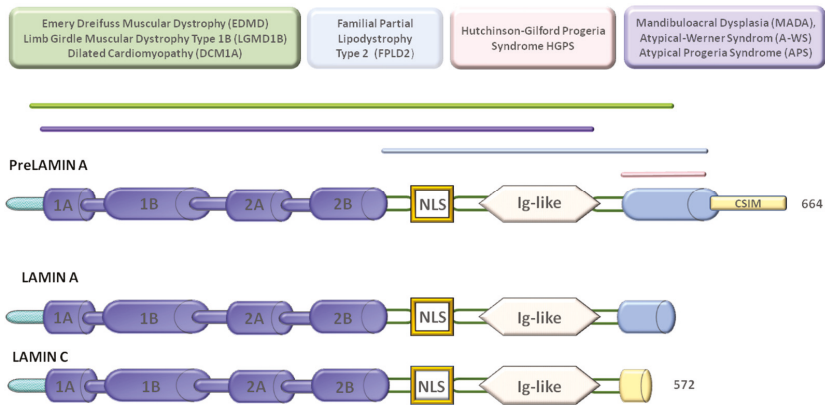 Emery Dreifuss Muscular Dystrophy (EDMD)
Limb Girdle Muscular Dystrophy Type 1B (LGMD1B)
Dilated Cardiomyopathy (DCM1A)
Familial Partial
Lipodystrophy
Type 2 (FPLD2)
Hutchinson-Gilford Progeria
Syndrome HGPS
Mandibuloacral Dysplasia (MADA),
Atypical-Werner Syndrom (A-WS)
Atypical Progeria Syndrome (APS)
PreLAMIN A
1A 1B 2A 2B NLS Ig-like CSIM 664
LAMIN A
1A 1B 2A 2B NLS Ig-like
LAMIN C
1A 1B 2A 2B NLS Ig-like 572